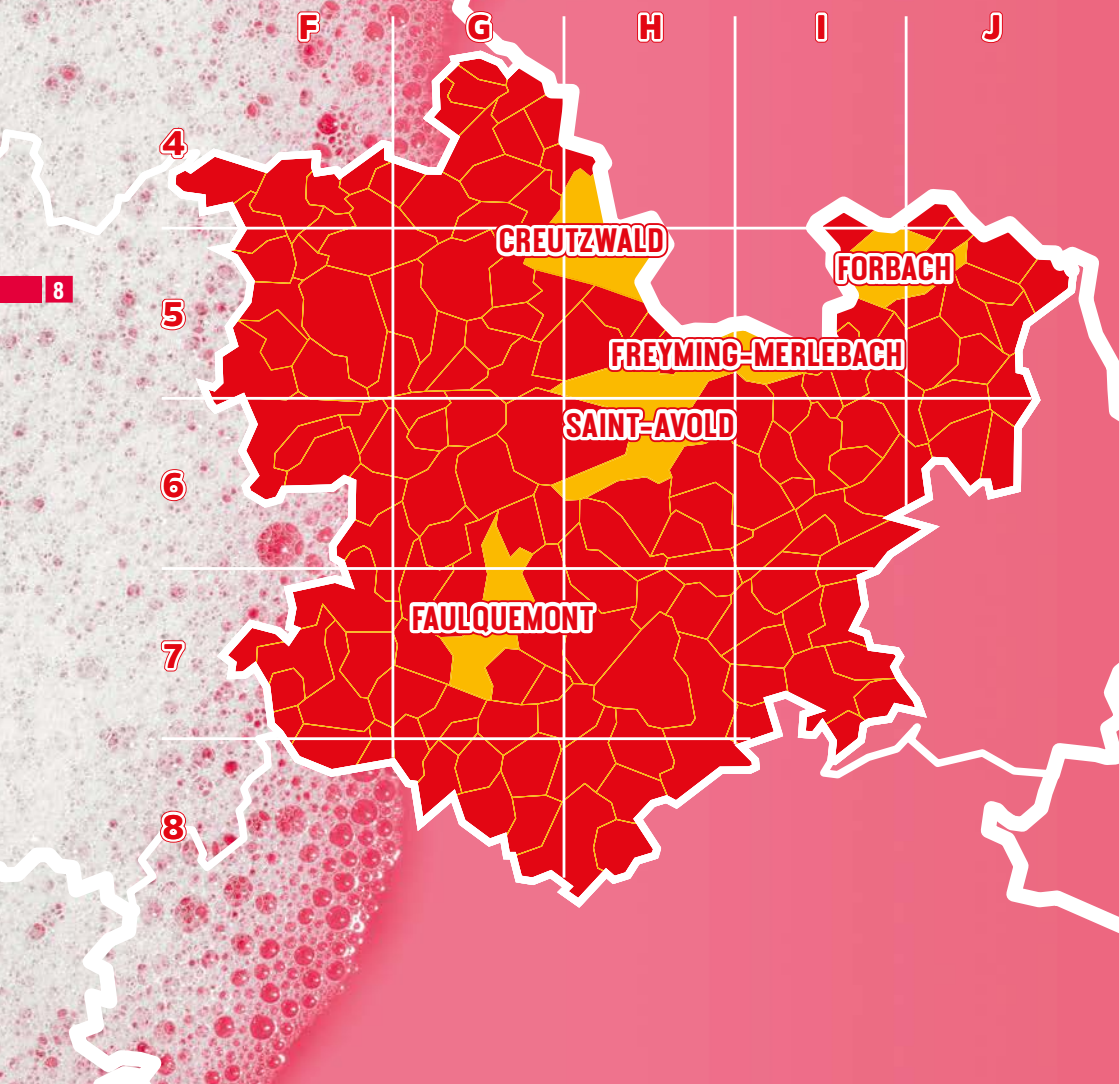 F G H I J
4
CREUTZWALD
FORBACH
8
5
FREYMING-MERLEBACH
SAINT-AVOLD
6
FAULQUEMONT
7
8